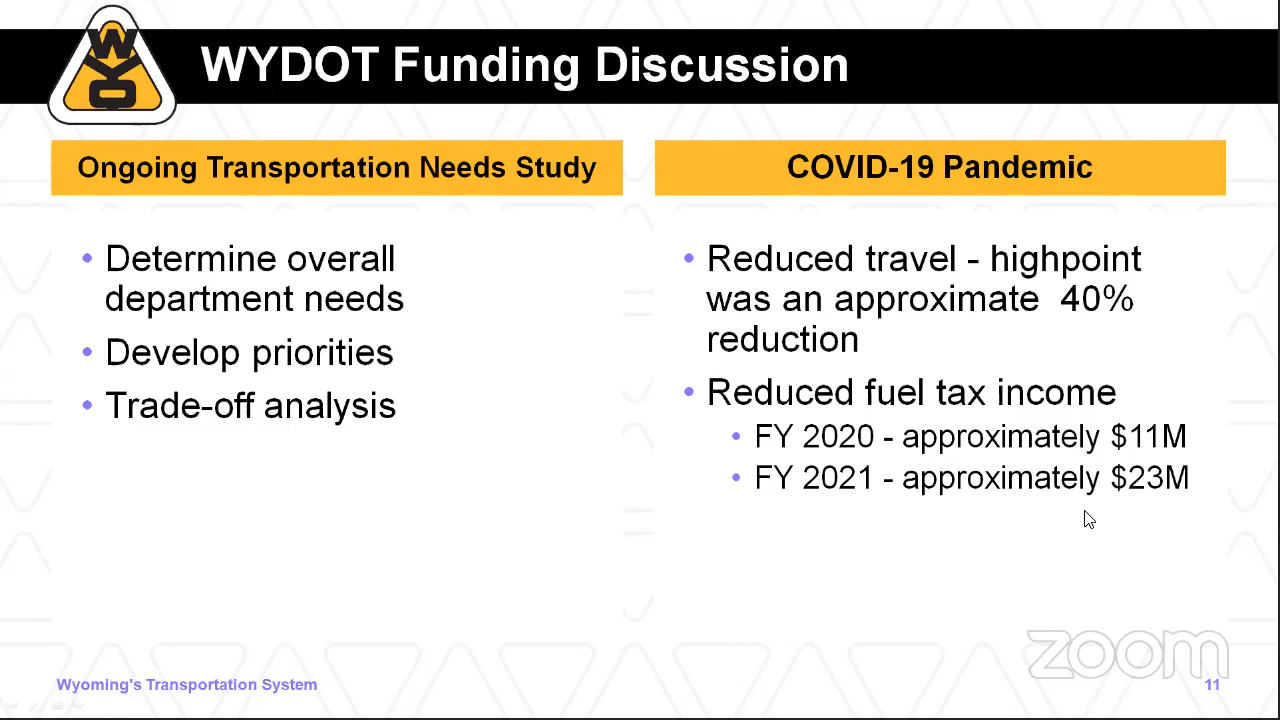 WYO
WYDOT Funding Discussion
Ongoing Transportation Needs Study
• Determine overall
department needs
• Develop priorities
• Trade-off analysis
COVID-19 Pandemic
• Reduced travel - highpoint
was an approximate  40%
reduction
• Reduced fuel tax income
• FY 2020 - approximately $11M
• FY 2021 - approximately $23M
zoom
Wyoming's Transportation System
11